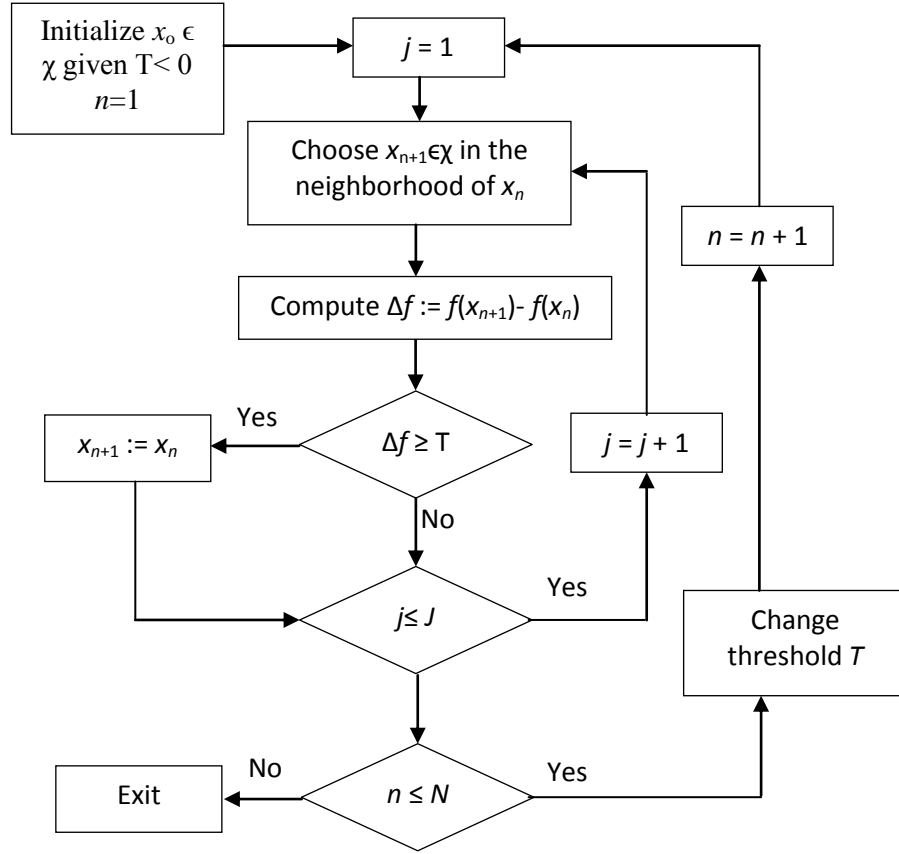 Initialize xₒ ϵ
χ given T< 0
n=1
j = 1
Choose xₙ₊₁ϵχ in the
neighborhood of xₙ
n = n + 1
Compute Δf := f(xₙ₊₁)- f(xₙ)
Yes
Δf ≥ T
xₙ₊₁ := xₙ
j = j + 1
No
j≤ J
Yes
Change
threshold T
No
Yes
Exit
n ≤ N